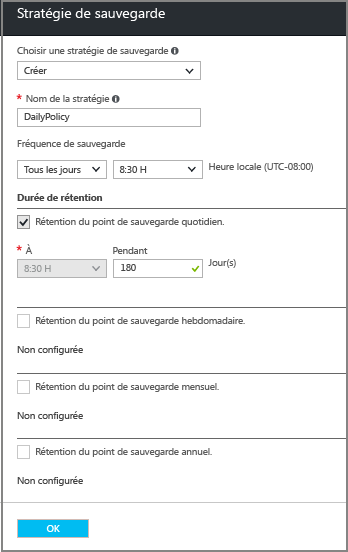 Stratégie de sauvegarde
Choisir une stratégie de sauvegarde
Créer
* Nom de la stratégie
DailyPolicy
Fréquence de sauvegarde
Tous les jours 8:30 H Heure locale (UTC-08:00)
Durée de rétention
Rétention du point de sauvegarde quotidien.
* À Pendant
8:30 H 180 Jour(s)
Rétention du point de sauvegarde hebdomadaire.
Non configurée
Rétention du point de sauvegarde mensuel.
Non configurée
Rétention du point de sauvegarde annuel.
Non configurée
OK